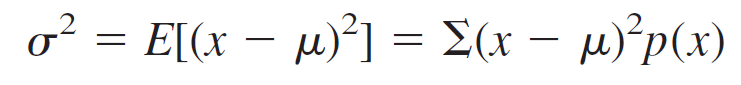 σ² = E[(x − μ)²] = Σ(x − μ)²p(x)